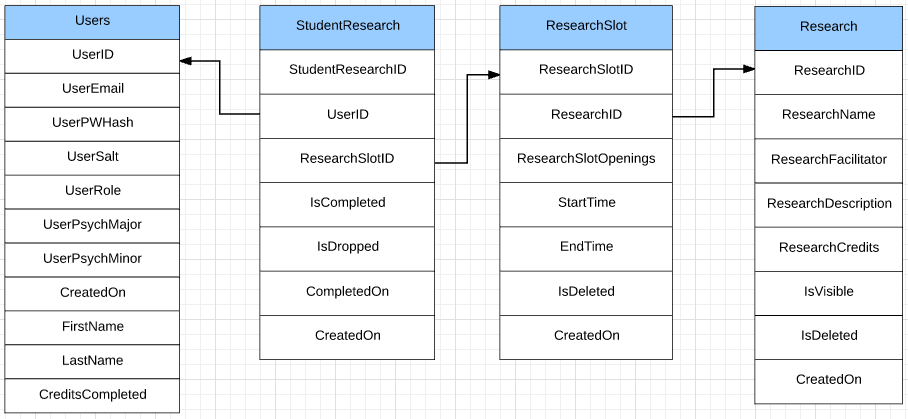 Users
UserID
UserEmail
UserPWHash
UserSalt
UserRole
UserPsychMajor
UserPsychMinor
CreatedOn
FirstName
LastName
CreditsCompleted
StudentResearch
StudentResearchID
UserID
ResearchSlotID
IsCompleted
IsDropped
CompletedOn
CreatedOn
ResearchSlot
ResearchSlotID
ResearchID
ResearchSlotOpenings
StartTime
EndTime
IsDeleted
CreatedOn
Research
ResearchID
ResearchName
ResearchFacilitator
ResearchDescription
ResearchCredits
IsVisible
IsDeleted
CreatedOn